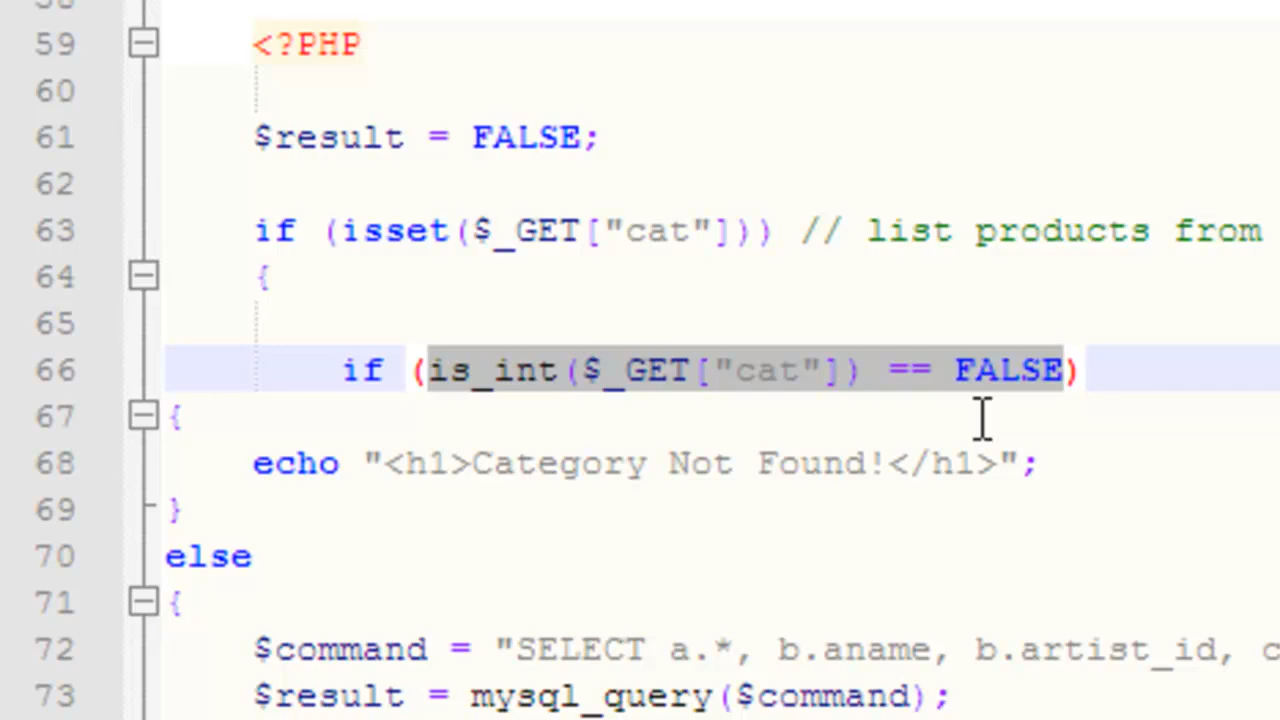 59 <?PHP
60
61 $result = FALSE;
62
63 if (isset($_GET["cat"])) // list products from
64 {
65
66 if (is_int($_GET["cat"]) == FALSE)
67 {
68 echo "<h1>Category Not Found!</h1>";
69 }
70 else
71 {
72 $command = "SELECT a.*, b.aname, b.artist_id, c
73 $result = mysql_query($command);